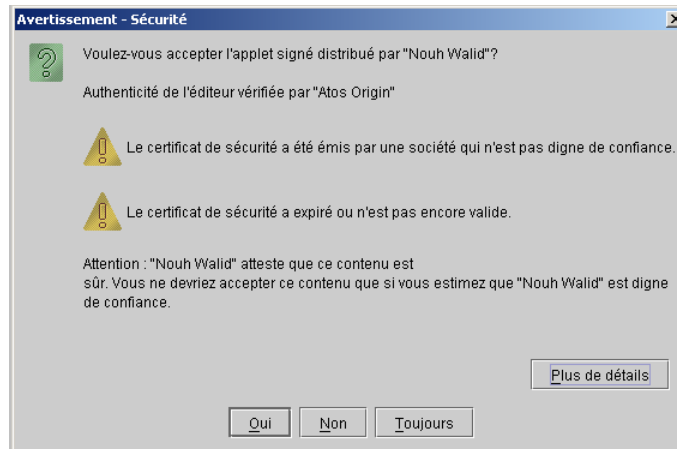 Avertissement - Sécurité
Voulez-vous accepter l'applet signé distribué par "Nouh Walid"?
Authenticité de l'éditeur vérifiée par "Atos Origin"
Le certificat de sécurité a été émis par une société qui n'est pas digne de confiance.
Le certificat de sécurité a expiré ou n'est pas encore valide.
Attention : "Nouh Walid" atteste que ce contenu est
sûr. Vous ne devriez accepter ce contenu que si vous estimez que "Nouh Walid" est digne
de confiance.
Plus de détails
Oui Non Toujours